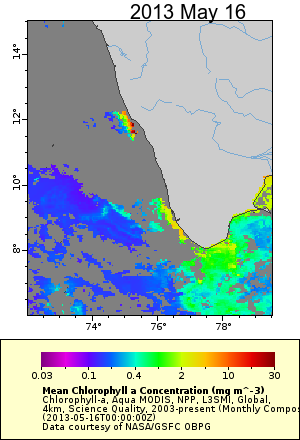 2013 May 16
14°
12°
10°
8°
74° 76° 78°
0.03 0.1 0.4 1 3 10 30
Mean Chlorophyll a Concentration (mg m^-3)
Chlorophyll-a, Aqua MODIS, NPP, L3SMI, Global,
4km, Science Quality, 2003-present (Monthly Compos
(2013-05-16T00:00:00Z)
Data courtesy of NASA/GSFC OBPG